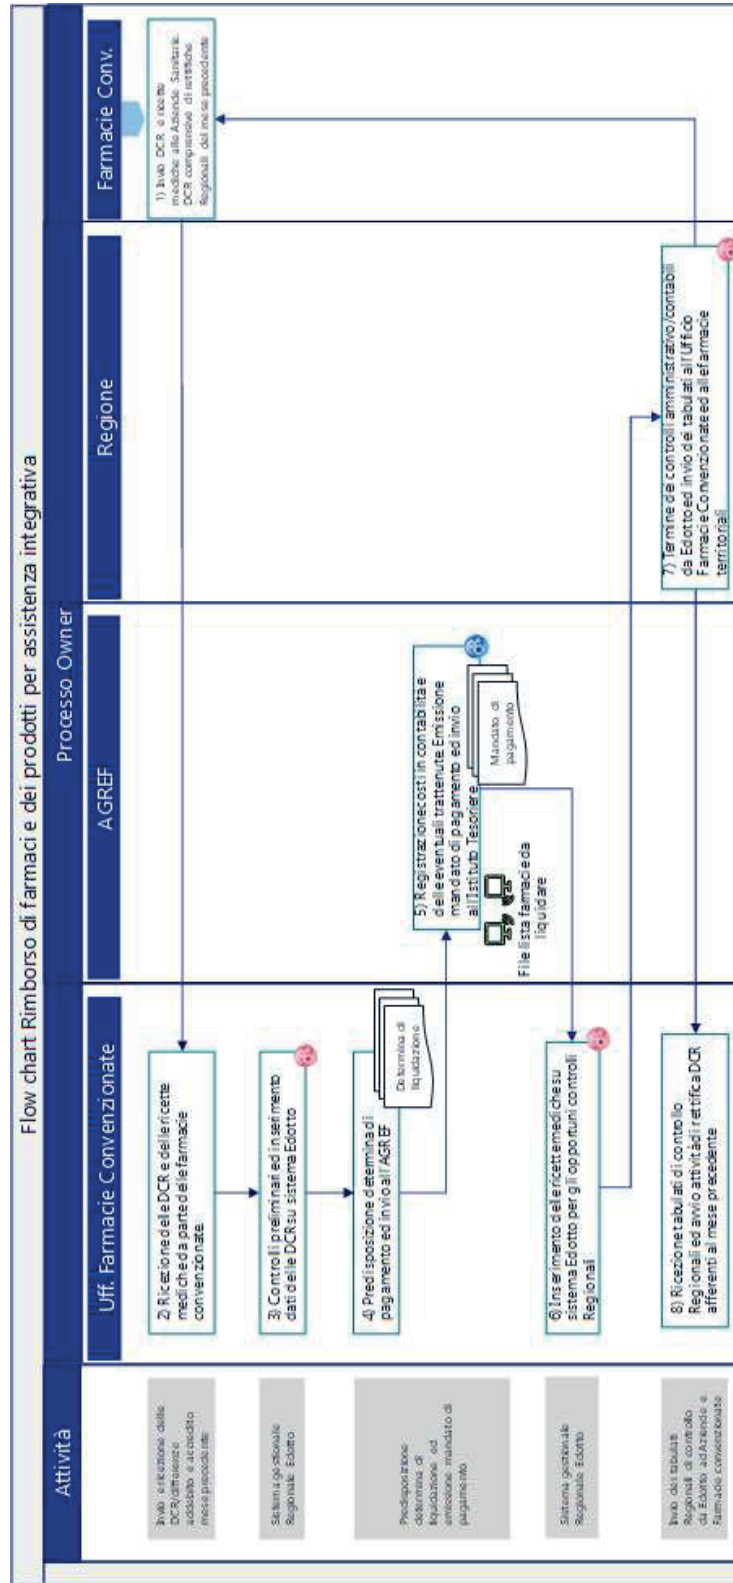 Flow chart Rimborso di farmaci e dei prodotti per assistenza integrativa
Attività
Processo Owner
Uff. Farmacie Convenzionate
AGREF
Regione
Farmacie Conv.
Invio e ricezione delle
DCR/differenze
addebito e accredito
mese precedente
1) Invio DCR e ricette
mediche alle Aziende Sanitarie.
DCR comprensive di rettifiche
Regionali del mese precedente
2) Ricezione delle DCR e delle ricette
mediche da parte delle farmacie
convenzionate.
Sistema gestionale
Regionale Edotto
3) Controlli preliminari ed inserimento
dati delle DCR su sistema Edotto
Predisposizione
determina di
liquidazione ed
emissione mandato di
pagamento
4) Predisposizione determina di
pagamento ed invio all'AGREF
Determina di
liquidazione
5) Registrazione costi in contabilità e
delle eventuali trattenute. Emissione
mandato di pagamento ed invio
all'Istituto Tesoriere
Mandato di
pagamento
File lista farmacie da
liquidare
Sistema gestionale
Regionale Edotto
6) Inserimento delle ricette mediche su
sistema Edotto per gli opportuni controlli
Regionali
Invio dei tabulati
Regionali di controllo
da Edotto ad Aziende e
Farmacie convenzionate
7) Termine dei controlli amministrativo/contabili
da Edotto ed invio dei tabulati all'Ufficio
Farmacie Convenzionate ed alle farmacie
territoriali
8) Ricezione tabulati di controllo
Regionali ed avvio attività di rettifica DCR
afferenti al mese precedente